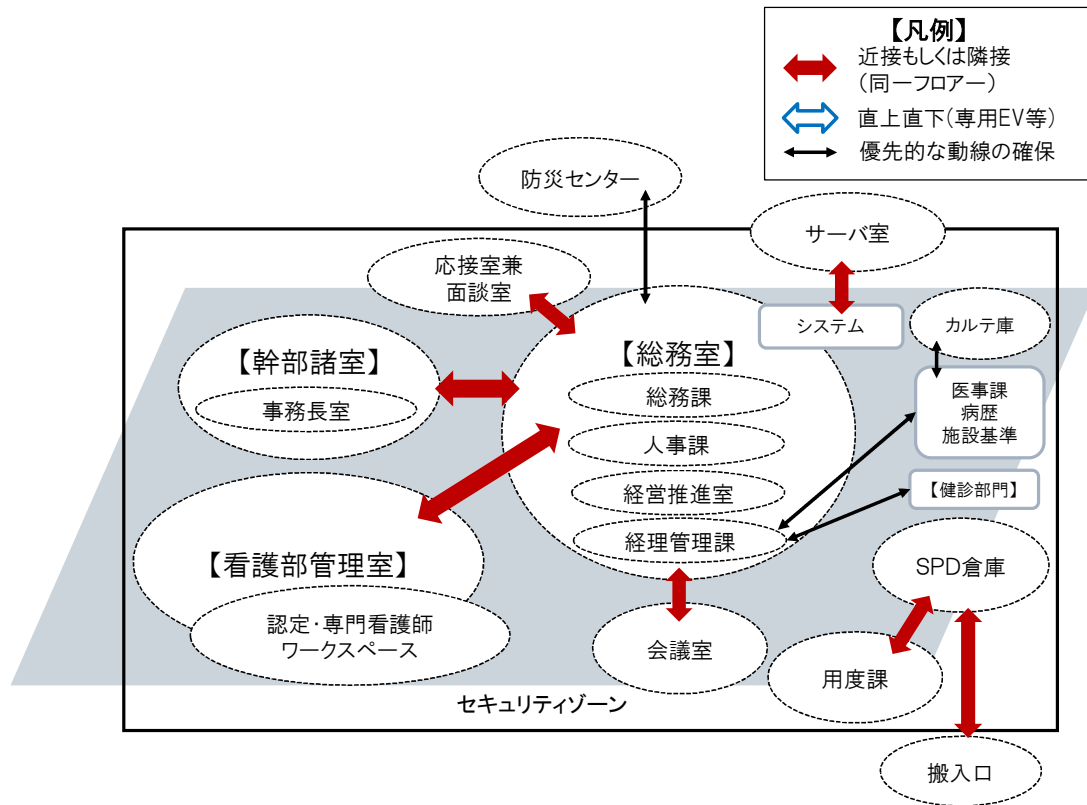 【凡例】
近接もしくは隣接
(同一フロアー)
直上直下(専用EV等)
優先的な動線の確保
防災センター
サーバ室
応接室兼
面談室
システム
カルテ庫
【幹部諸室】
事務長室
【総務室】
総務課
人事課
経営推進室
経理管理課
医事課
病歴
施設基準
【健診部門】
【看護部管理室】
認定・専門看護師
ワークスペース
会議室
SPD倉庫
用度課
セキュリティゾーン
搬入口